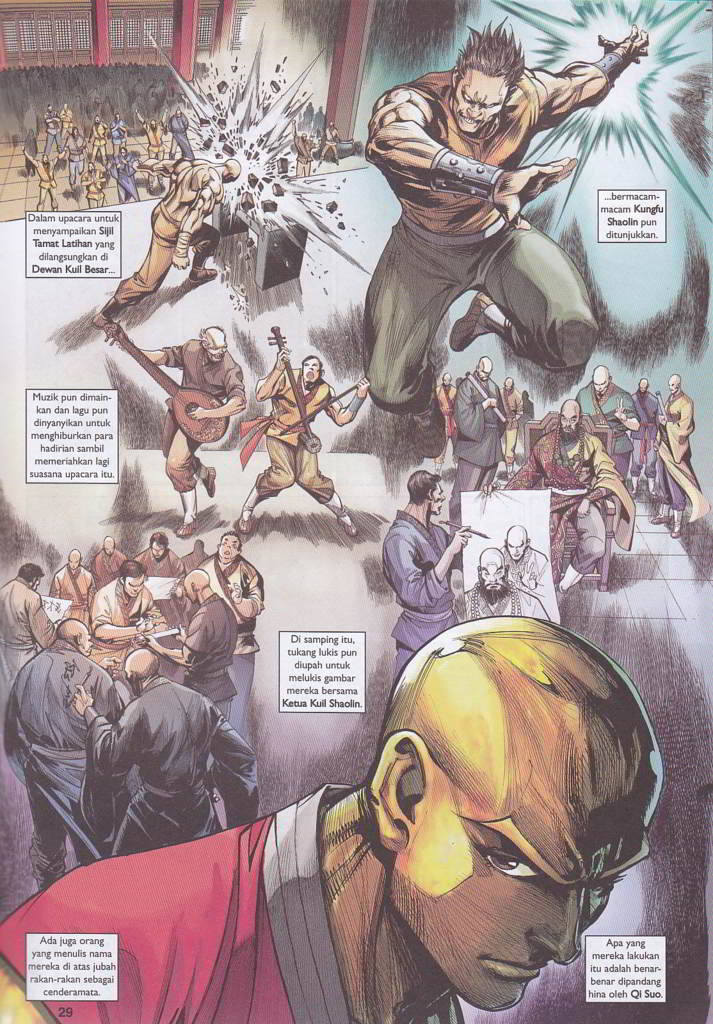 Dalam upacara untuk
menyampaikan Sijil
Tamat Latihan yang
dilangsungkan di
Dewan Kuil Besar...
...bermacam-
macam Kungfu
Shaolin pun
ditunjukkan.
Muzik pun dimain-
kan dan lagu pun
dinyanyikan untuk
menghiburkan para
hadirian sambil
memeriahkan lagi
suasana upacara itu.
Di samping itu,
tukang lukis pun
diupah untuk
melukis gambar
mereka bersama
Ketua Kuil Shaolin.
Ada juga orang
yang menulis nama
mereka di atas jubah
rakan-rakan sebagai
cenderamata.
Apa yang
mereka lakukan
itu adalah benar-
benar dipandang
hina oleh Qi Suo.
29